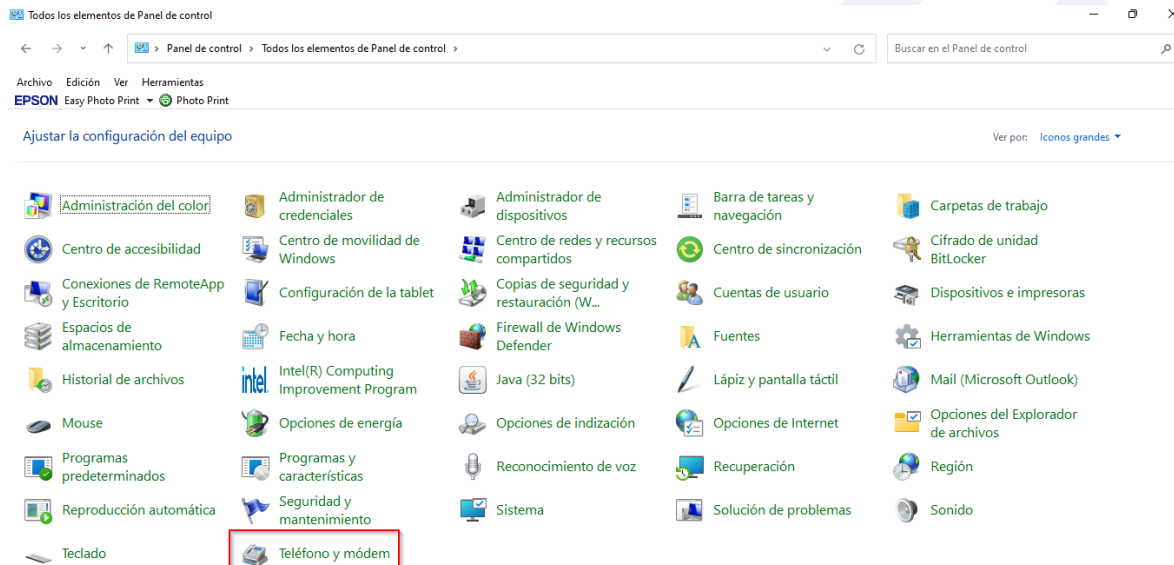 Todos los elementos de Panel de control
Panel de control > Todos los elementos de Panel de control >
Buscar en el Panel de control
Archivo Edición Ver Herramientas
EPSON Easy Photo Print Photo Print
Ajustar la configuración del equipo
Ver por: Iconos grandes
Administración del color
Administrador de
credenciales
Administrador de
dispositivos
Barra de tareas y
navegación
Carpetas de trabajo
Centro de accesibilidad
Centro de movilidad de
Windows
Centro de redes y recursos
compartidos
Centro de sincronización
Cifrado de unidad
BitLocker
Conexiones de RemoteApp
y Escritorio
Configuración de la tablet
Copias de seguridad y
restauración (W...
Cuentas de usuario
Dispositivos e impresoras
Espacios de
almacenamiento
Fecha y hora
Firewall de Windows
Defender
Fuentes
Herramientas de Windows
Historial de archivos
intel
Intel(R) Computing
Improvement Program
Java (32 bits)
Lápiz y pantalla táctil
Mail (Microsoft Outlook)
Mouse
Opciones de energía
Opciones de indización
Opciones de Internet
Opciones del Explorador
de archivos
Programas
predeterminados
Programas y
características
Reconocimiento de voz
Recuperación
Región
Reproducción automática
Seguridad y
mantenimiento
Sistema
Solución de problemas
Sonido
Teclado
Teléfono y módem